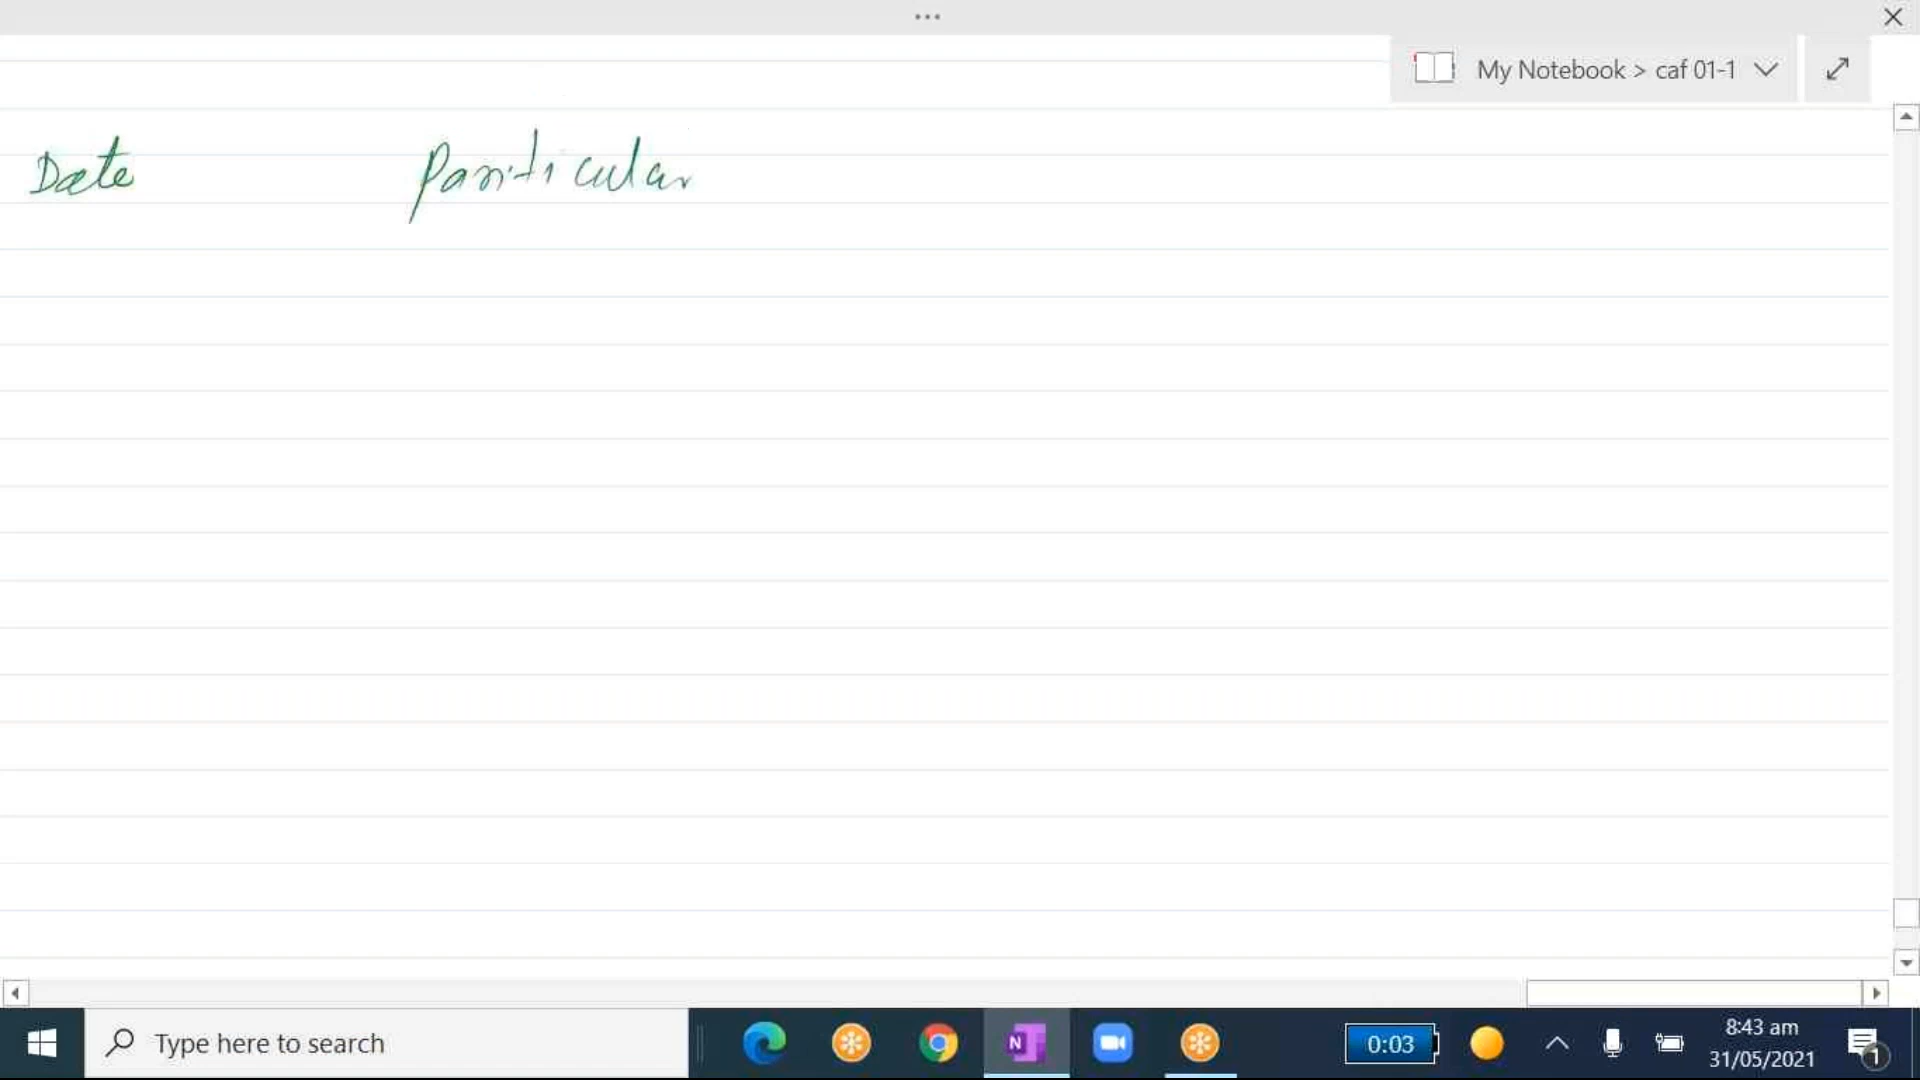 My Notebook > caf 01-1
Date Particular
Type here to search
N
0:03
8:43 am
31/05/2021
1